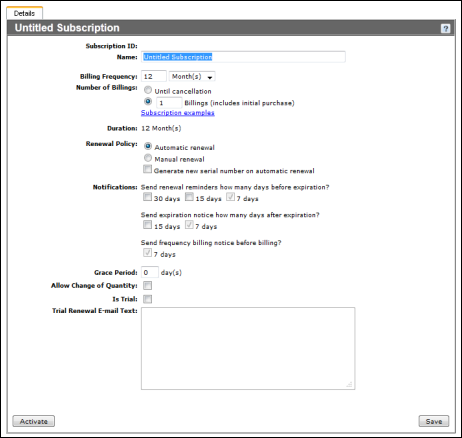 Details
Untitled Subscription ?
Subscription ID:
Name: Untitled Subscription
Billing Frequency: 12 Month(s)
Number of Billings: Until cancellation
1 Billings (includes initial purchase)
Subscription examples
Duration: 12 Month(s)
Renewal Policy: Automatic renewal
Manual renewal
Generate new serial number on automatic renewal
Notifications: Send renewal reminders how many days before expiration?
30 days 15 days 7 days
Send expiration notice how many days after expiration?
15 days 7 days
Send frequency billing notice before billing?
7 days
Grace Period: 0 day(s)
Allow Change of Quantity:
Is Trial:
Trial Renewal E-mail Text:
Activate Save